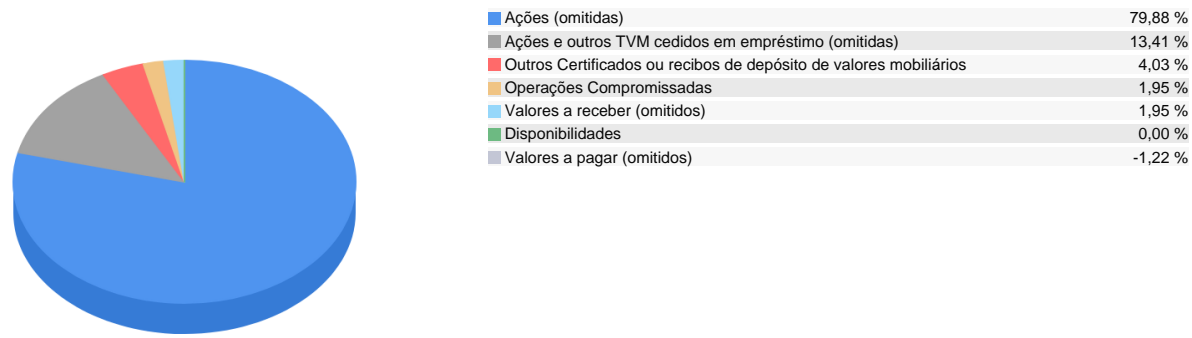 Ações (omitidas) 79,88 %
Ações e outros TVM cedidos em empréstimo (omitidas) 13,41 %
Outros Certificados ou recibos de depósito de valores mobiliários 4,03 %
Operações Compromissadas 1,95 %
Valores a receber (omitidos) 1,95 %
Disponibilidades 0,00 %
Valores a pagar (omitidos) -1,22 %